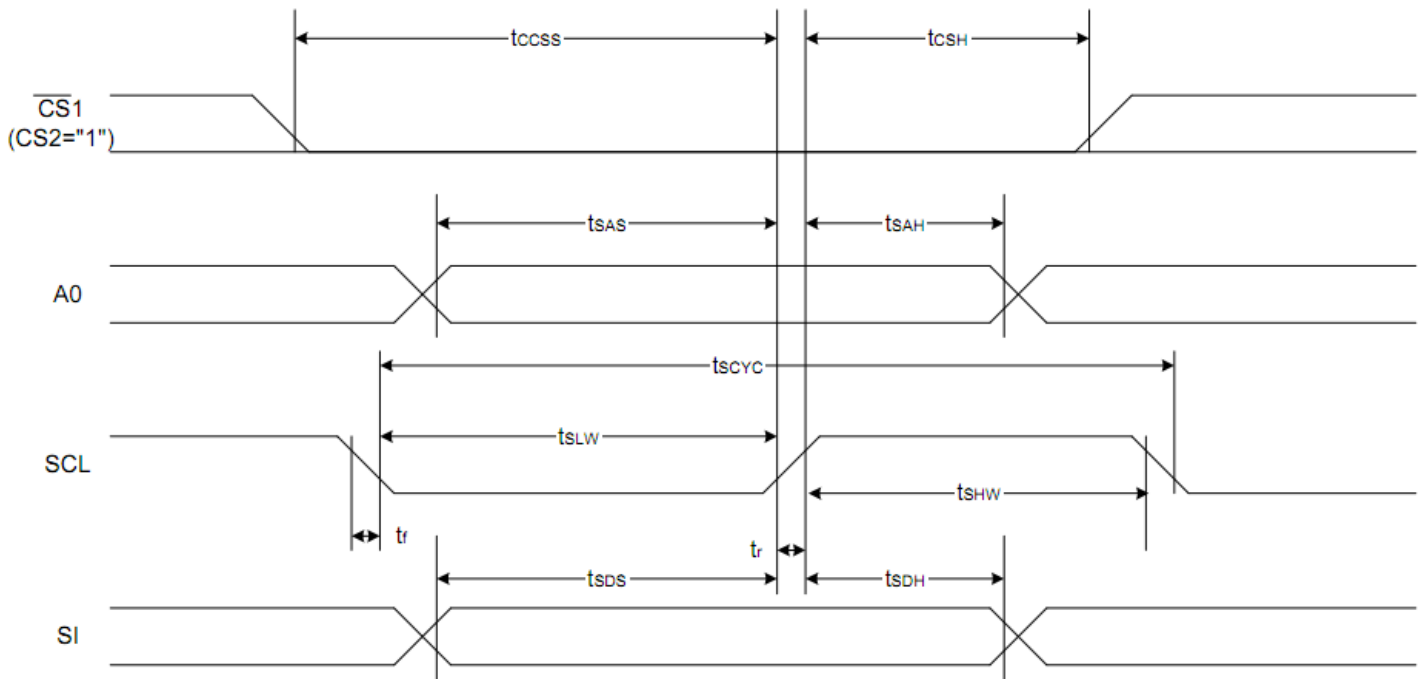 tCCSS tCSH
CS1
(CS2="1")
tSAS tSAH
A0
tSCYC
tSLW
SCL
tSHW
tf
tr
tSDS tSDH
SI